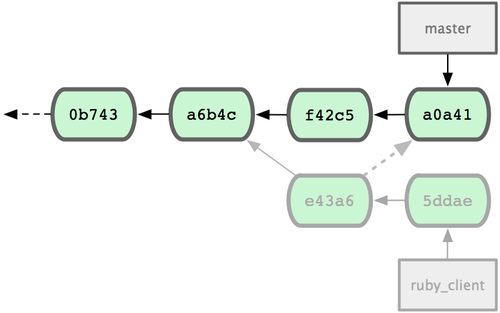 master
0b743
a6b4c
f42c5
a0a41
e43a6
5ddae
ruby_client